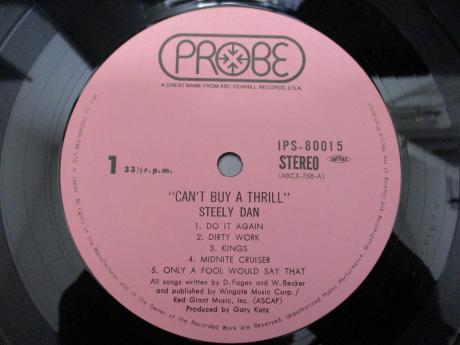 PROBE
A GREAT NAME FROM ABC/DUNHILL RECORDS, U.S.A.
IPS-80015
1 33⅓ r.p.m.
STEREO
(ABCX-758-A)
"CAN'T BUY A THRILL"
STEELY DAN
1. DO IT AGAIN
2. DIRTY WORK
3. KINGS
4. MIDNITE CRUISER
5. ONLY A FOOL WOULD SAY THAT
All songs written by D. Fagen and W. Becker
and published by Wingate Music Corp./
Red Giant Music, Inc. (ASCAP)
Produced by Gary Katz
All rights of the Manufacturer and of the Owner of the Recorded Work Reserved. Unauthorized Public Performance, Broadcasting and Copying of this Record Prohibited.